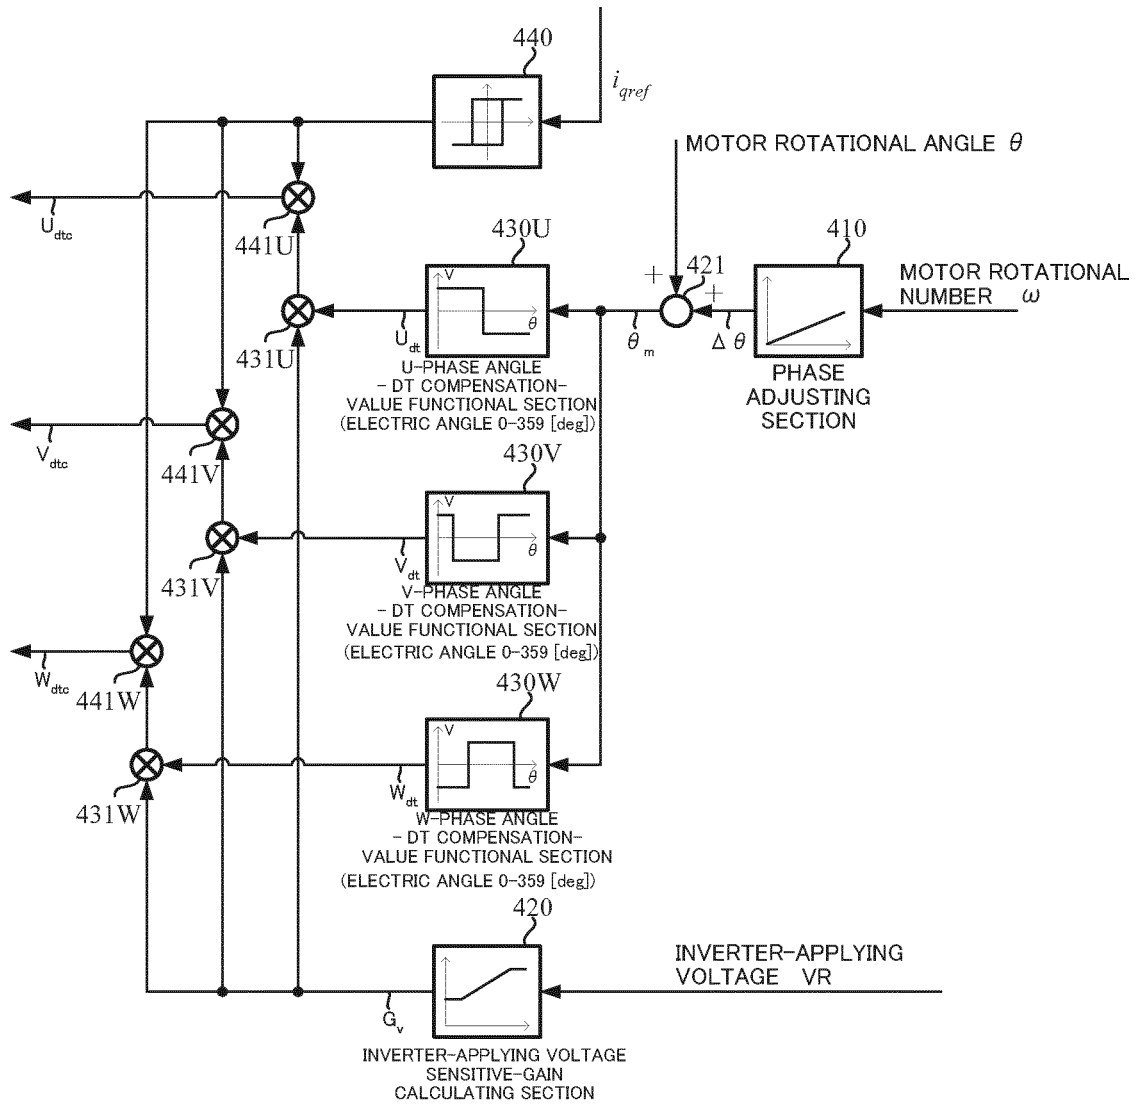 440
i_qref
MOTOR ROTATIONAL ANGLE θ
U_dtc
441U
430U
V
θ
410
+
421
+
MOTOR ROTATIONAL
NUMBER ω
431U
U_dt
θ_m
Δθ
U-PHASE ANGLE
- DT COMPENSATION-
VALUE FUNCTIONAL SECTION
(ELECTRIC ANGLE 0-359 [deg])
PHASE
ADJUSTING
SECTION
V_dtc
441V
430V
V
θ
431V
V_dt
V-PHASE ANGLE
- DT COMPENSATION-
VALUE FUNCTIONAL SECTION
(ELECTRIC ANGLE 0-359 [deg])
W_dtc
441W
430W
V
θ
431W
W_dt
W-PHASE ANGLE
- DT COMPENSATION-
VALUE FUNCTIONAL SECTION
(ELECTRIC ANGLE 0-359 [deg])
420
INVERTER-APPLYING
VOLTAGE VR
G_v
INVERTER-APPLYING VOLTAGE
SENSITIVE-GAIN
CALCULATING SECTION